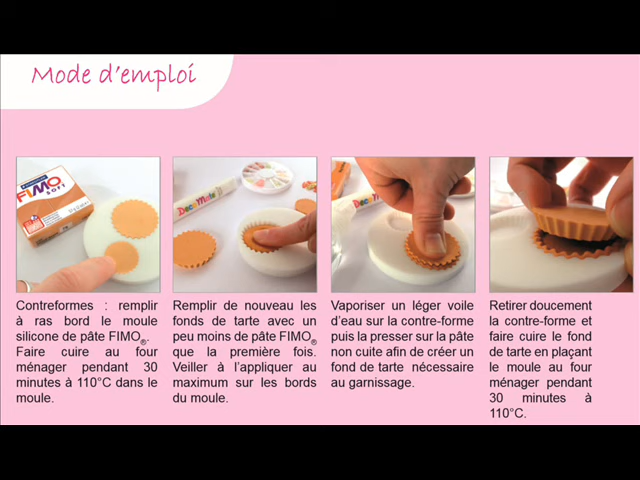 Mode d'emploi
FIMO
soft
DecoMate
DecoMate
Contreformes : remplir
à ras bord le moule
silicone de pâte FIMO®.
Faire cuire au four
ménager pendant 30
minutes à 110°C dans le
moule.
Remplir de nouveau les
fonds de tarte avec un
peu moins de pâte FIMO®
que la première fois.
Veiller à l'appliquer au
maximum sur les bords
du moule.
Vaporiser un léger voile
d'eau sur la contre-forme
puis la presser sur la pâte
non cuite afin de créer un
fond de tarte nécessaire
au garnissage.
Retirer doucement
la contre-forme et
faire cuire le fond
de tarte en plaçant
le moule au four
ménager pendant
30 minutes à
110°C.